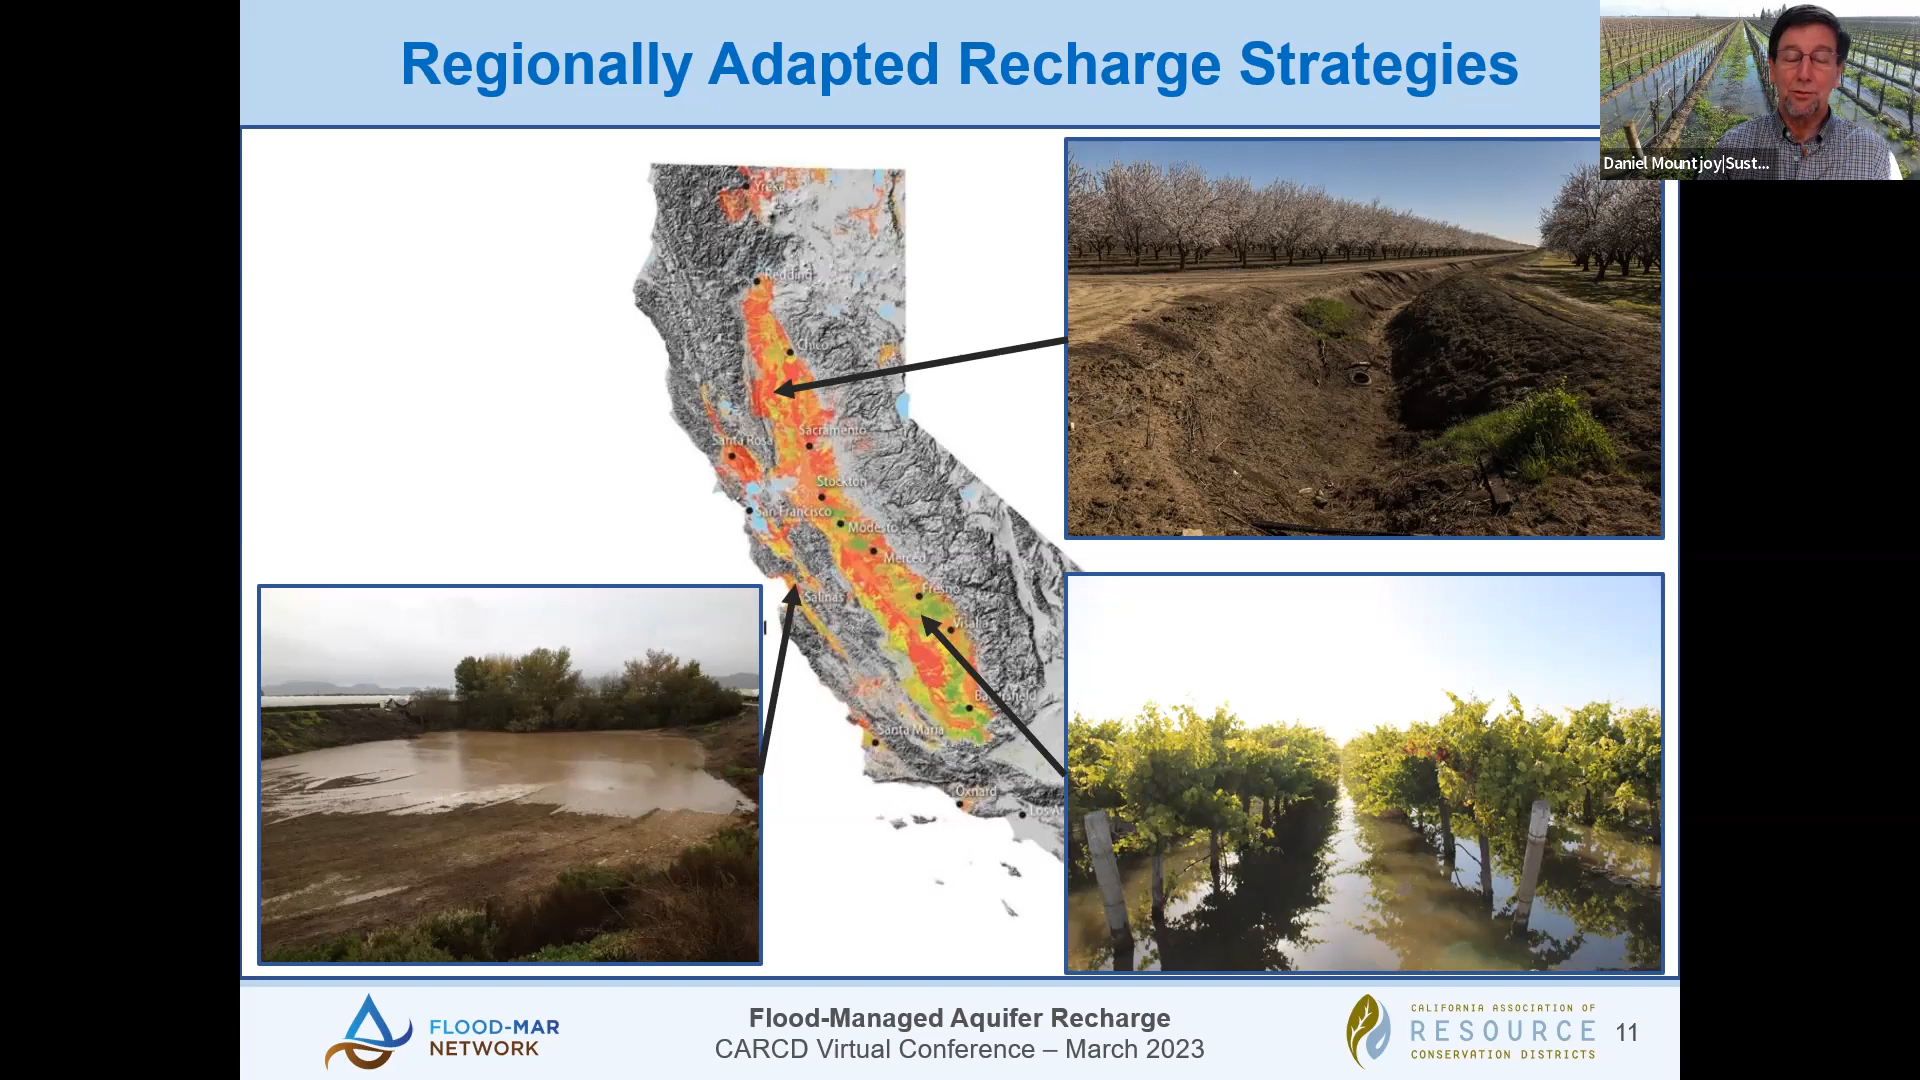 Regionally Adapted Recharge Strategies
Daniel Mountjoy|Sust...
Yreka
Redding
Chico
Sacramento
Santa Rosa
Stockton
San Francisco
Modesto
Merced
Fresno
Salinas
Visalia
Bakersfield
Santa Maria
Oxnard
Los A
FLOOD-MAR
NETWORK
Flood-Managed Aquifer Recharge
CARCD Virtual Conference – March 2023
CALIFORNIA ASSOCIATION OF
RESOURCE
CONSERVATION DISTRICTS
11